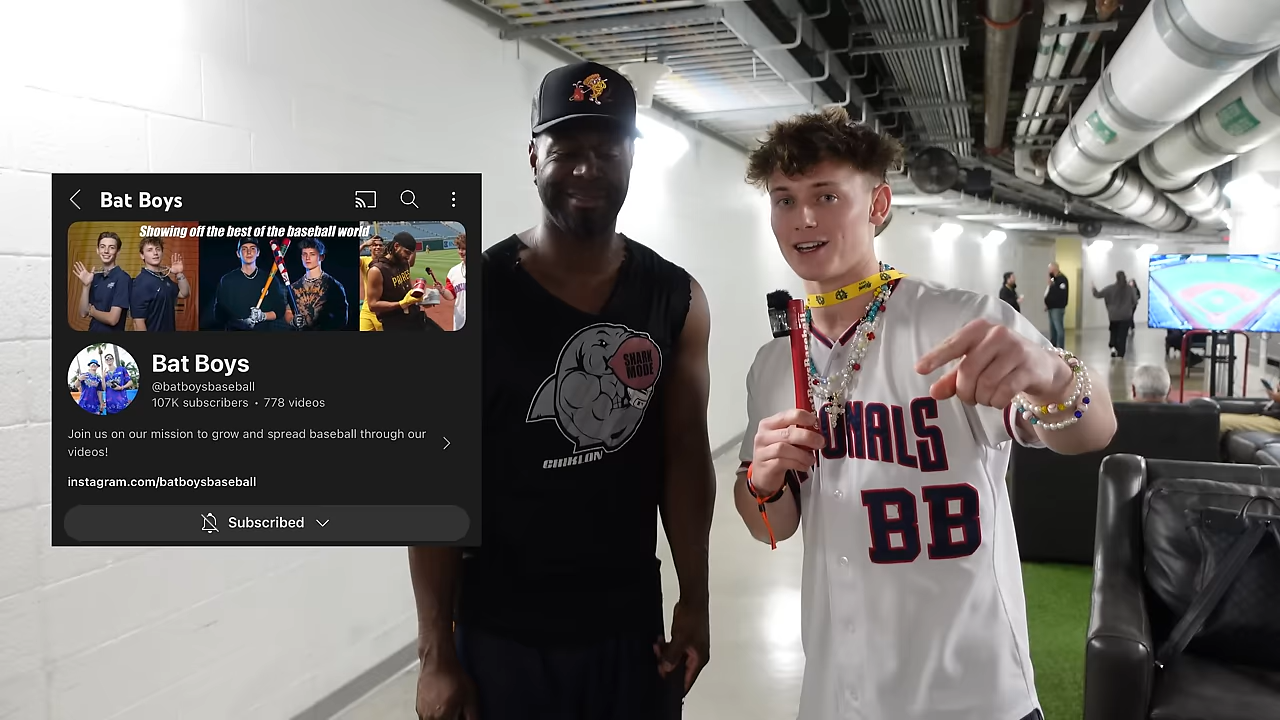 Bat Boys
Showing off the best of the baseball world
Bat Boys
@batboysbaseball
107K subscribers • 778 videos
Join us on our mission to grow and spread baseball through our
videos!
instagram.com/batboysbaseball
Subscribed
SHARK
MODE
ONALS
BB